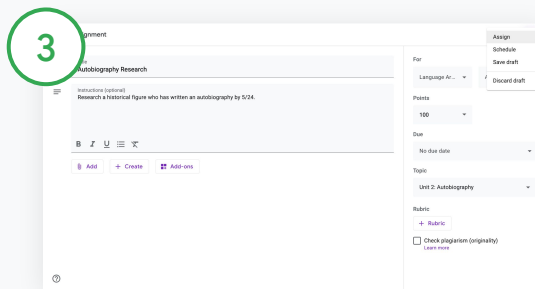 3
Assign
Schedule
Save draft
Discard draft
Autobiography Research
Instructions (optional)
Research a historical figure who has written an autobiography by 5/24.
B I U
Add
+ Create
Add-ons
For
Language Ar...
Points
100
Due
No due date
Topic
Unit 2: Autobiography
Rubric
+ Rubric
Check plagiarism (originality)
Learn more